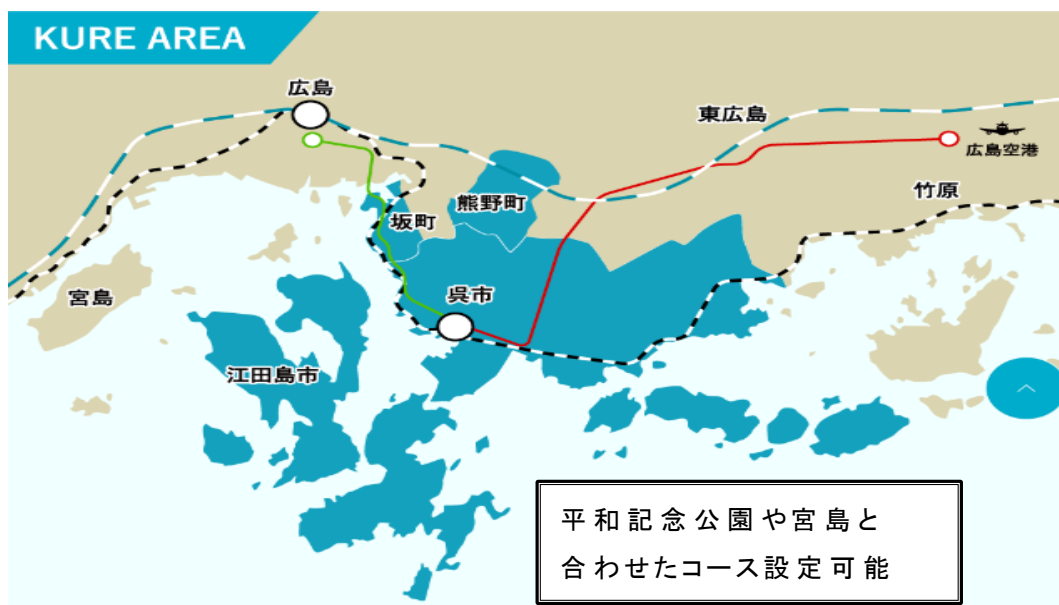 KURE AREA
広島
東広島
広島空港
竹原
熊野町
坂町
宮島
呉市
江田島市
平和記念公園や宮島と
合わせたコース設定可能